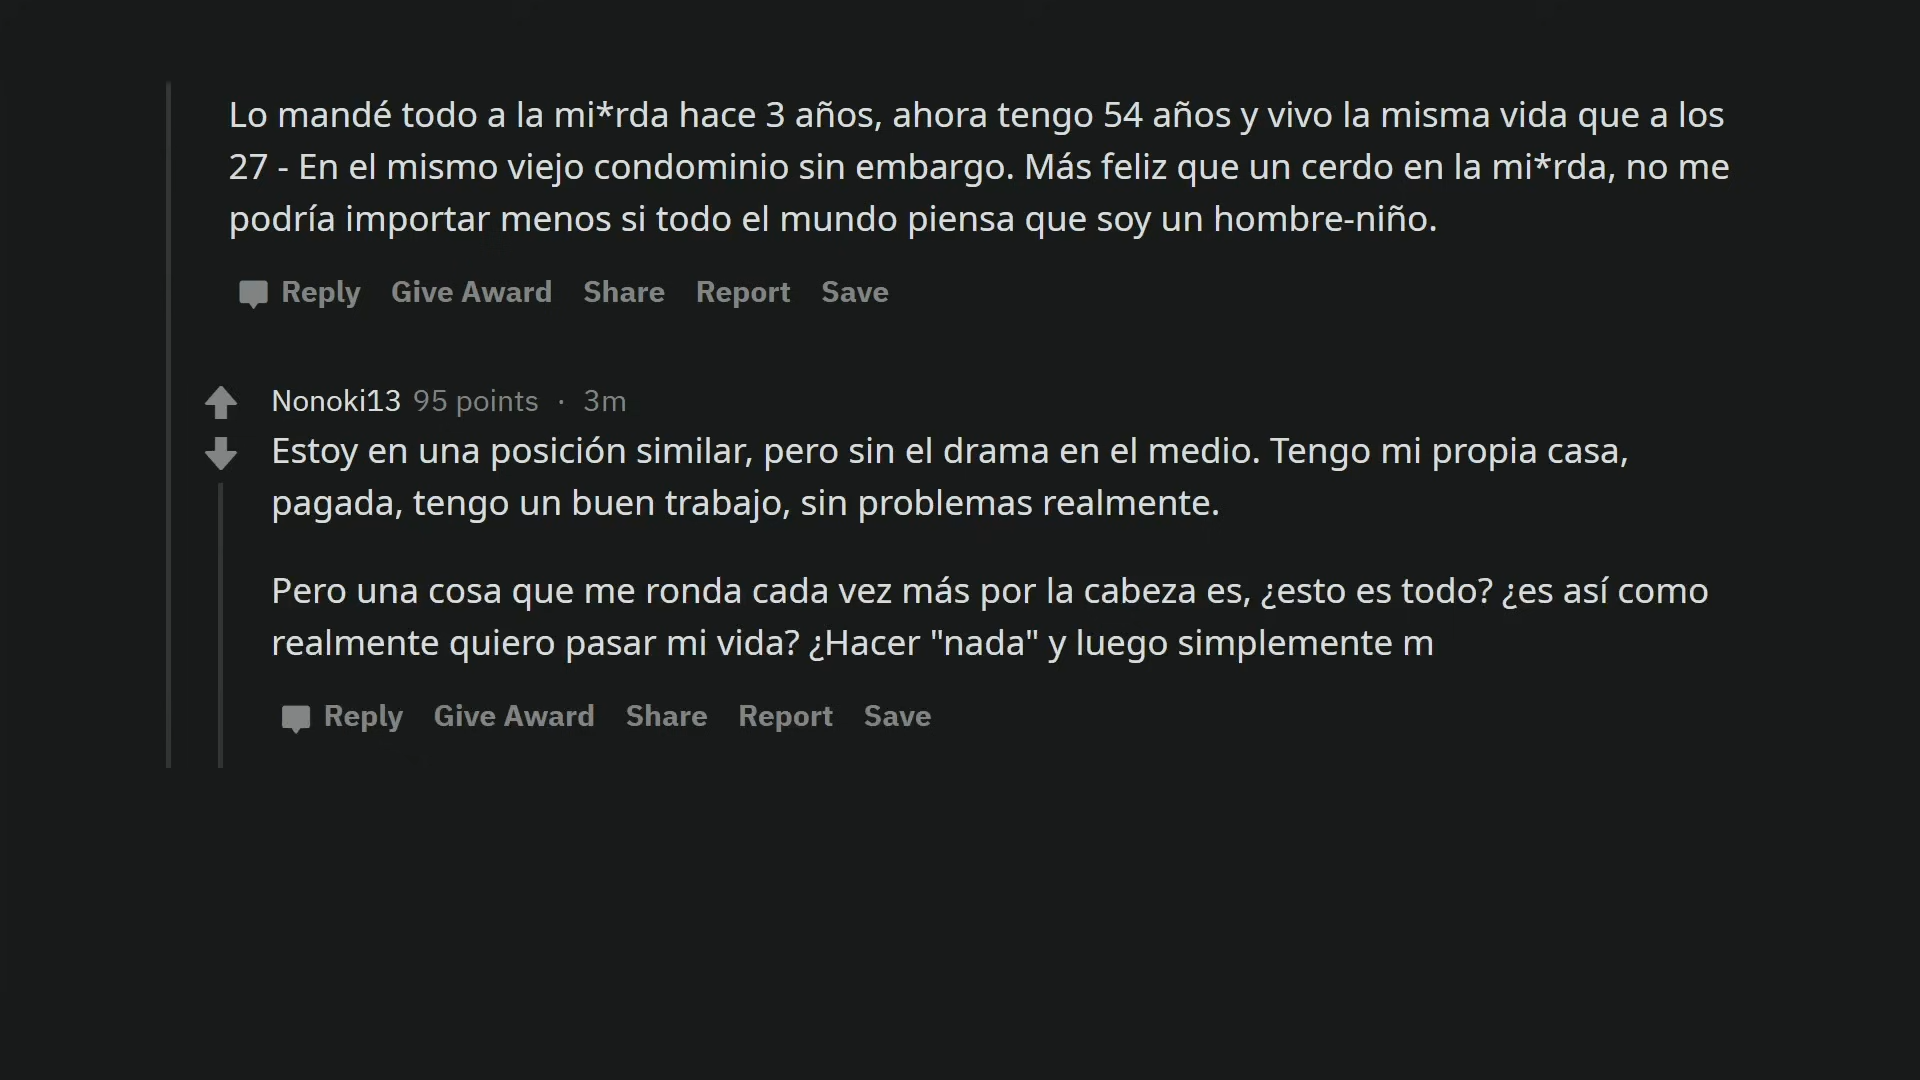 Lo mandé todo a la mi*rda hace 3 años, ahora tengo 54 años y vivo la misma vida que a los
27 - En el mismo viejo condominio sin embargo. Más feliz que un cerdo en la mi*rda, no me
podría importar menos si todo el mundo piensa que soy un hombre-niño.
Reply Give Award Share Report Save
Nonoki13 95 points · 3m
Estoy en una posición similar, pero sin el drama en el medio. Tengo mi propia casa,
pagada, tengo un buen trabajo, sin problemas realmente.
Pero una cosa que me ronda cada vez más por la cabeza es, ¿esto es todo? ¿es así como
realmente quiero pasar mi vida? ¿Hacer "nada" y luego simplemente m
Reply Give Award Share Report Save